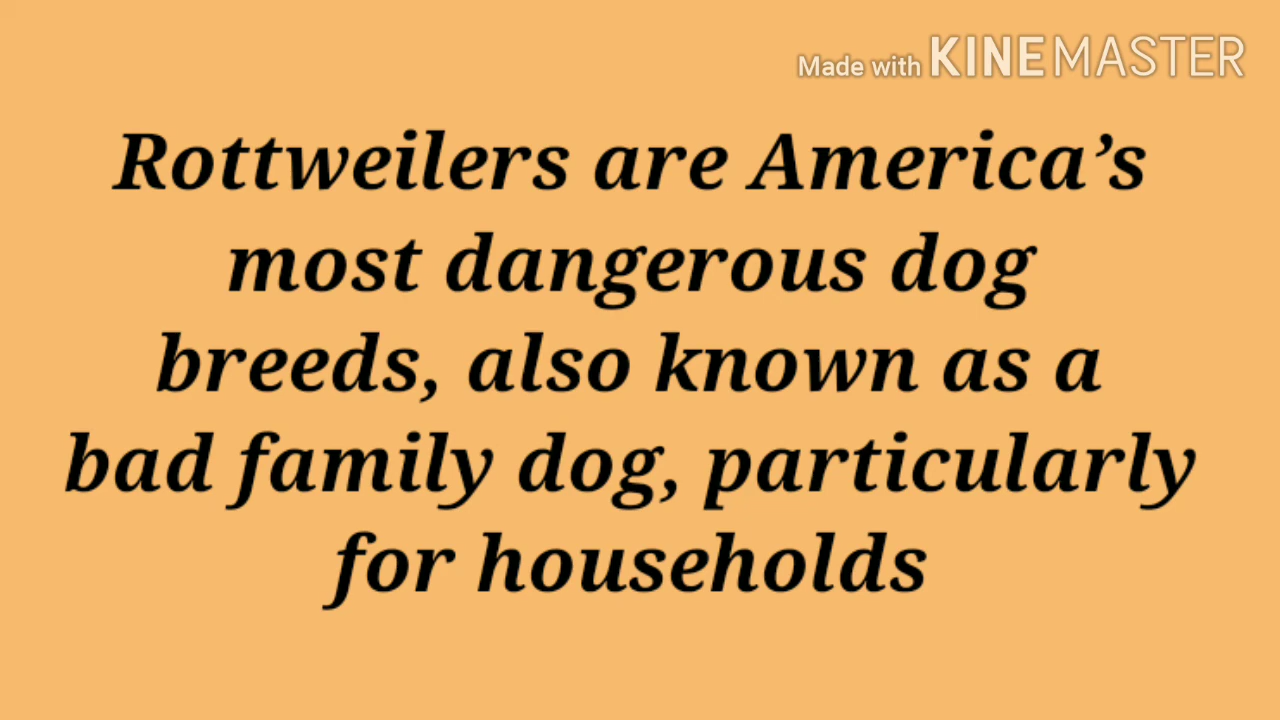 Made with KINEMASTER
Rottweilers are America’s
most dangerous dog
breeds, also known as a
bad family dog, particularly
for households